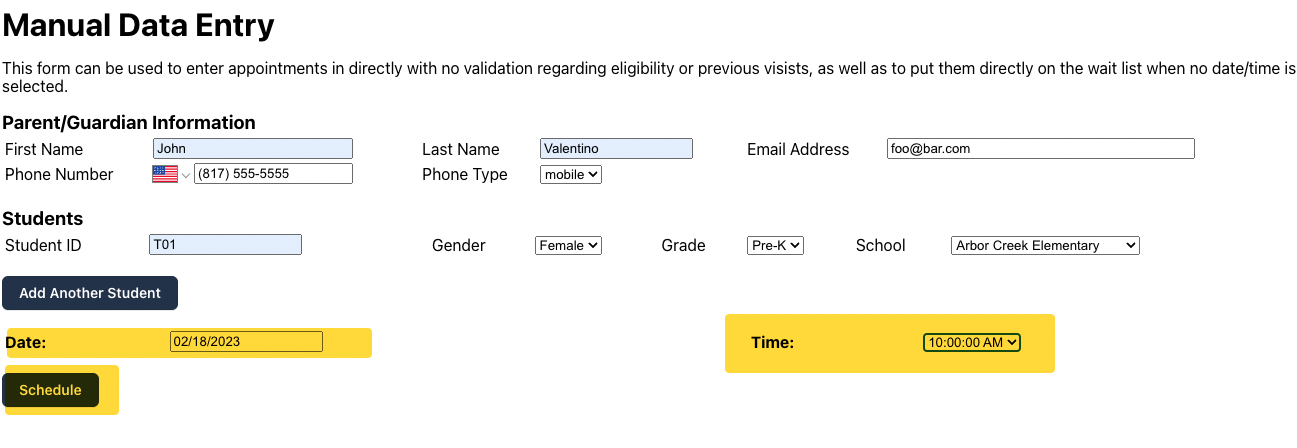 Manual Data Entry
This form can be used to enter appointments in directly with no validation regarding eligibility or previous visists, as well as to put them directly on the wait list when no date/time is
selected.
Parent/Guardian Information
First Name John Last Name Valentino Email Address foo@bar.com
Phone Number (817) 555-5555 Phone Type mobile
Students
Student ID T01 Gender Female Grade Pre-K School Arbor Creek Elementary
Add Another Student
Date: 02/18/2023 Time: 10:00:00 AM
Schedule